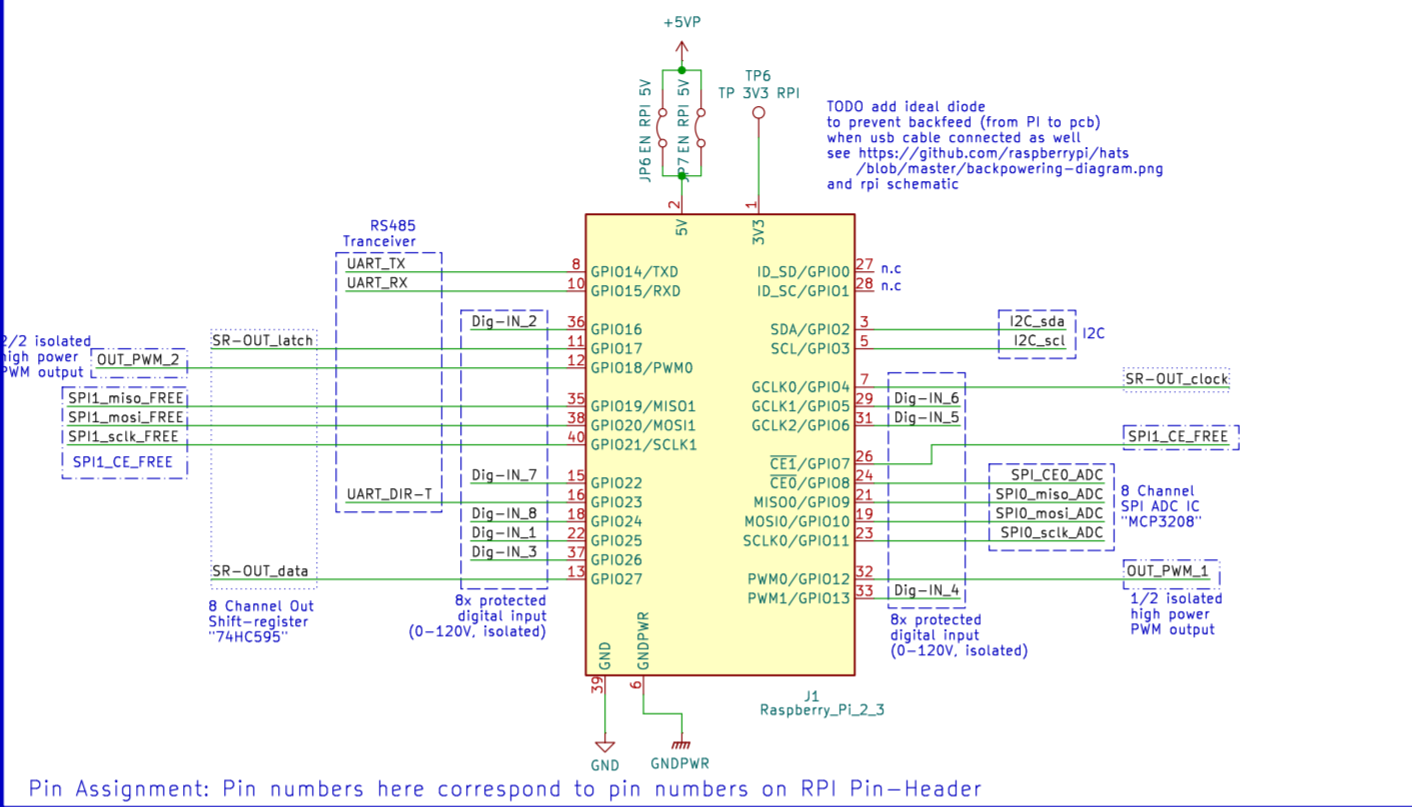 +5VP
JP6 EN RPI 5V
JP7 EN RPI 5V
TP6
TP 3V3 RPI
TODO add ideal diode
to prevent backfeed (from PI to pcb)
when usb cable connected as well
see https://github.com/raspberrypi/hats
/blob/master/backpowering-diagram.png
and rpi schematic
2
1
5V
3V3
RS485
Tranceiver
UART_TX
8
GPIO14/TXD
ID_SD/GPIO0
27
n.c
UART_RX
10
GPIO15/RXD
ID_SC/GPIO1
28
n.c
Dig-IN_2
36
GPIO16
SDA/GPIO2
3
I2C_sda
SR-OUT_latch
11
GPIO17
SCL/GPIO3
5
I2C_scl
I2C
2/2 isolated
high power
PWM output
OUT_PWM_2
12
GPIO18/PWM0
GCLK0/GPIO4
7
SR-OUT_clock
SPI1_miso_FREE
35
GPIO19/MISO1
GCLK1/GPIO5
29
Dig-IN_6
SPI1_mosi_FREE
38
GPIO20/MOSI1
GCLK2/GPIO6
31
Dig-IN_5
SPI1_sclk_FREE
40
GPIO21/SCLK1
SPI1_CE_FREE
CE1/GPIO7
26
SPI1_CE_FREE
Dig-IN_7
15
GPIO22
CE0/GPIO8
24
SPI_CE0_ADC
UART_DIR-T
16
GPIO23
MISO0/GPIO9
21
SPI0_miso_ADC
Dig-IN_8
18
GPIO24
MOSI0/GPIO10
19
SPI0_mosi_ADC
Dig-IN_1
22
GPIO25
SCLK0/GPIO11
23
SPI0_sclk_ADC
8 Channel
SPI ADC IC
"MCP3208"
Dig-IN_3
37
GPIO26
SR-OUT_data
13
GPIO27
PWM0/GPIO12
32
OUT_PWM_1
PWM1/GPIO13
33
Dig-IN_4
8 Channel Out
Shift-register
"74HC595"
8x protected
digital input
(0-120V, isolated)
8x protected
digital input
(0-120V, isolated)
1/2 isolated
high power
PWM output
GND
GNDPWR
39
6
J1
Raspberry_Pi_2_3
GND
GNDPWR
Pin Assignment: Pin numbers here correspond to pin numbers on RPI Pin-Header